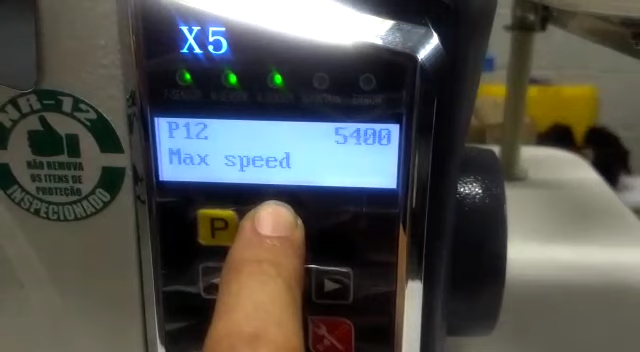 X5
P12 5400
Max speed
P
NR-12
NÃO REMOVA
OS ITENS DE
PROTEÇÃO
INSPECIONADO